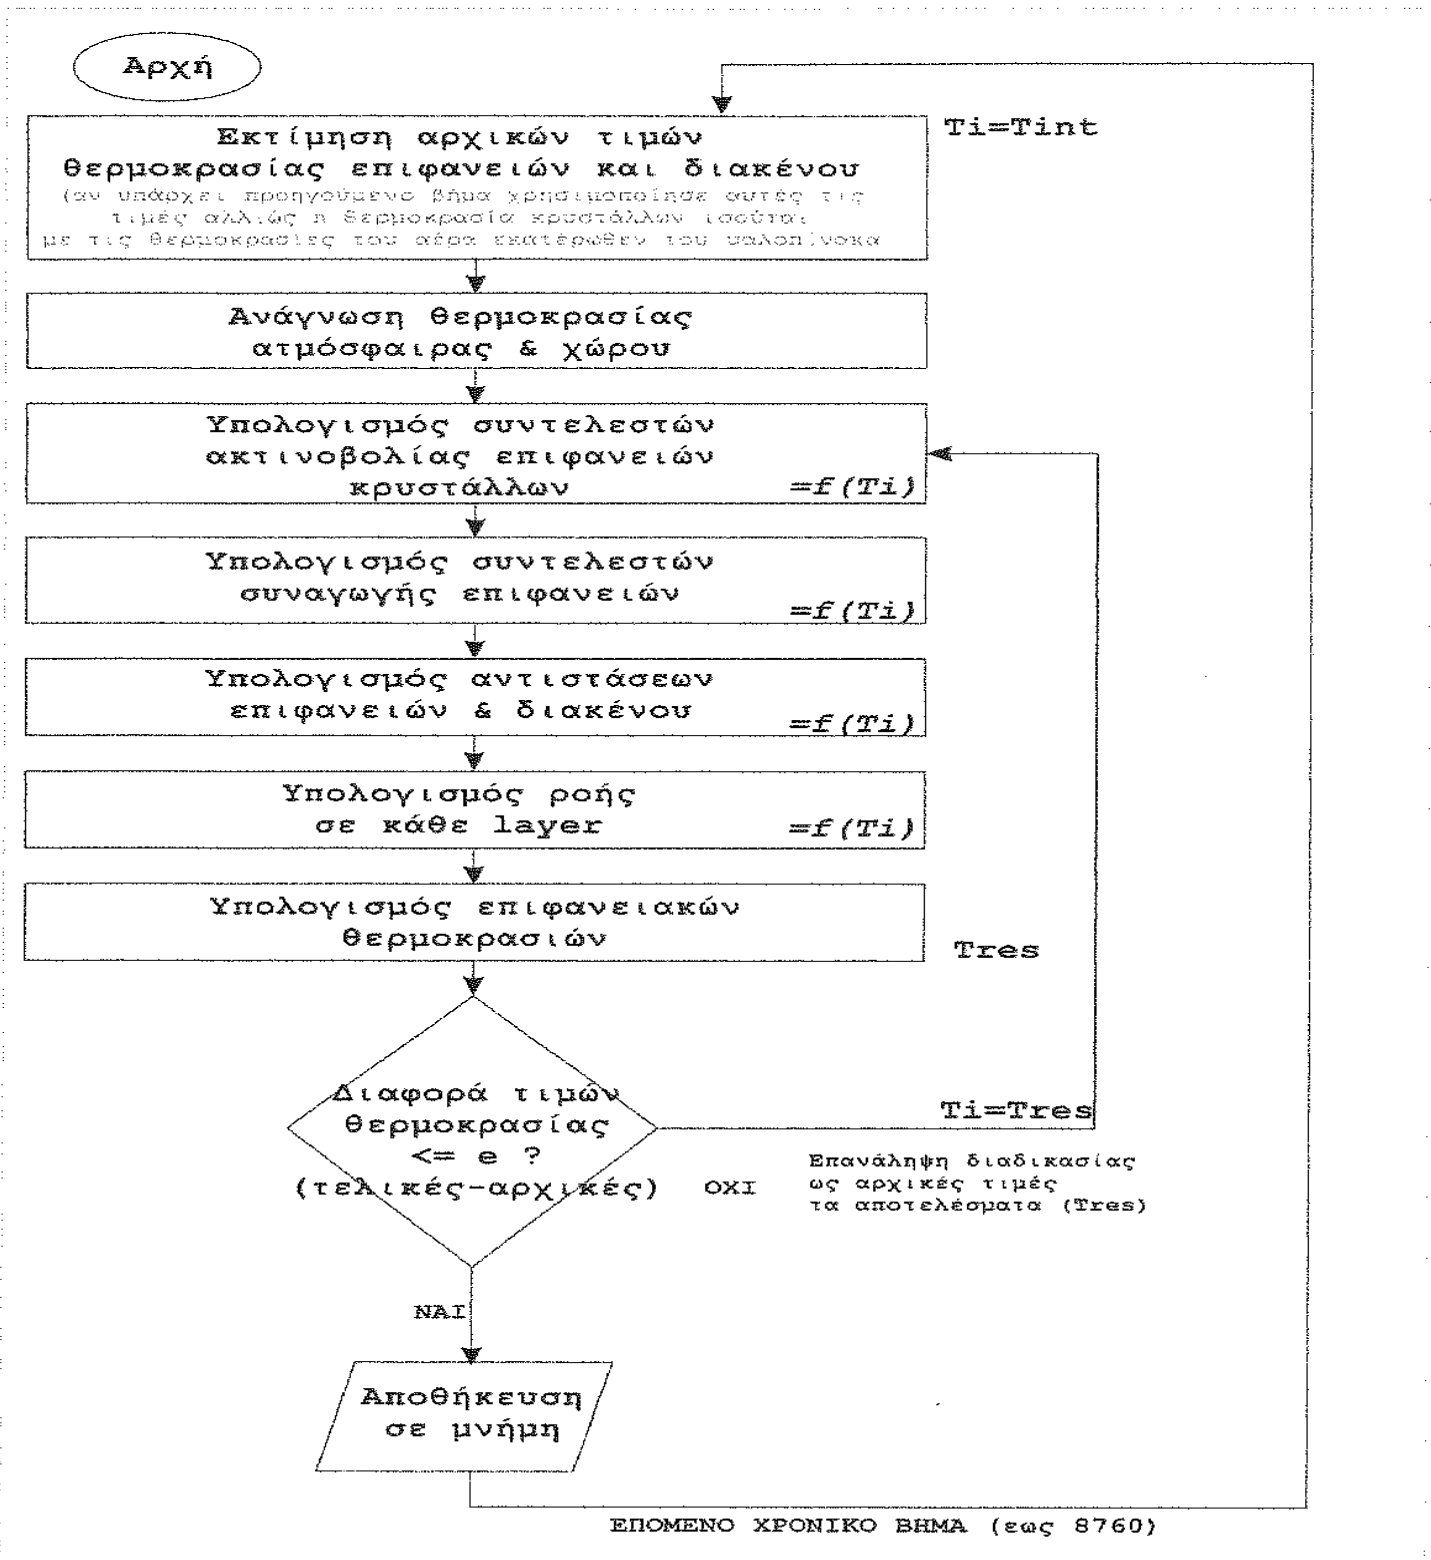 Αρχή
Εκτίμηση αρχικών τιμών
θερμοκρασίας επιφανειών και διακένου
(αν υπάρχει προηγούμενο βήμα χρησιμοποίησε αυτές τις
τιμές αλλιώς η θερμοκρασία κρυστάλλων ισούται
με τις θερμοκρασίες του αέρα εκατέρωθεν του υαλοπίνακα
Ti=Tint
Ανάγνωση θερμοκρασίας
ατμόσφαιρας & χώρου
Υπολογισμός συντελεστών
ακτινοβολίας επιφανειών
κρυστάλλων =f(Ti)
Υπολογισμός συντελεστών
συναγωγής επιφανειών
=f(Ti)
Υπολογισμός αντιστάσεων
επιφανειών & διακένου
=f(Ti)
Υπολογισμός ροής
σε κάθε layer =f(Ti)
Υπολογισμός επιφανειακών
θερμοκρασιών
Tres
Διαφορά τιμών
θερμοκρασίας
<= e ?
(τελικές-αρχικές)
ΟΧΙ
Ti=Tres
Επανάληψη διαδικασίας
ως αρχικές τιμές
τα αποτελέσματα (Tres)
ΝΑΙ
Αποθήκευση
σε μνήμη
ΕΠΟΜΕΝΟ ΧΡΟΝΙΚΟ ΒΗΜΑ (εως 8760)